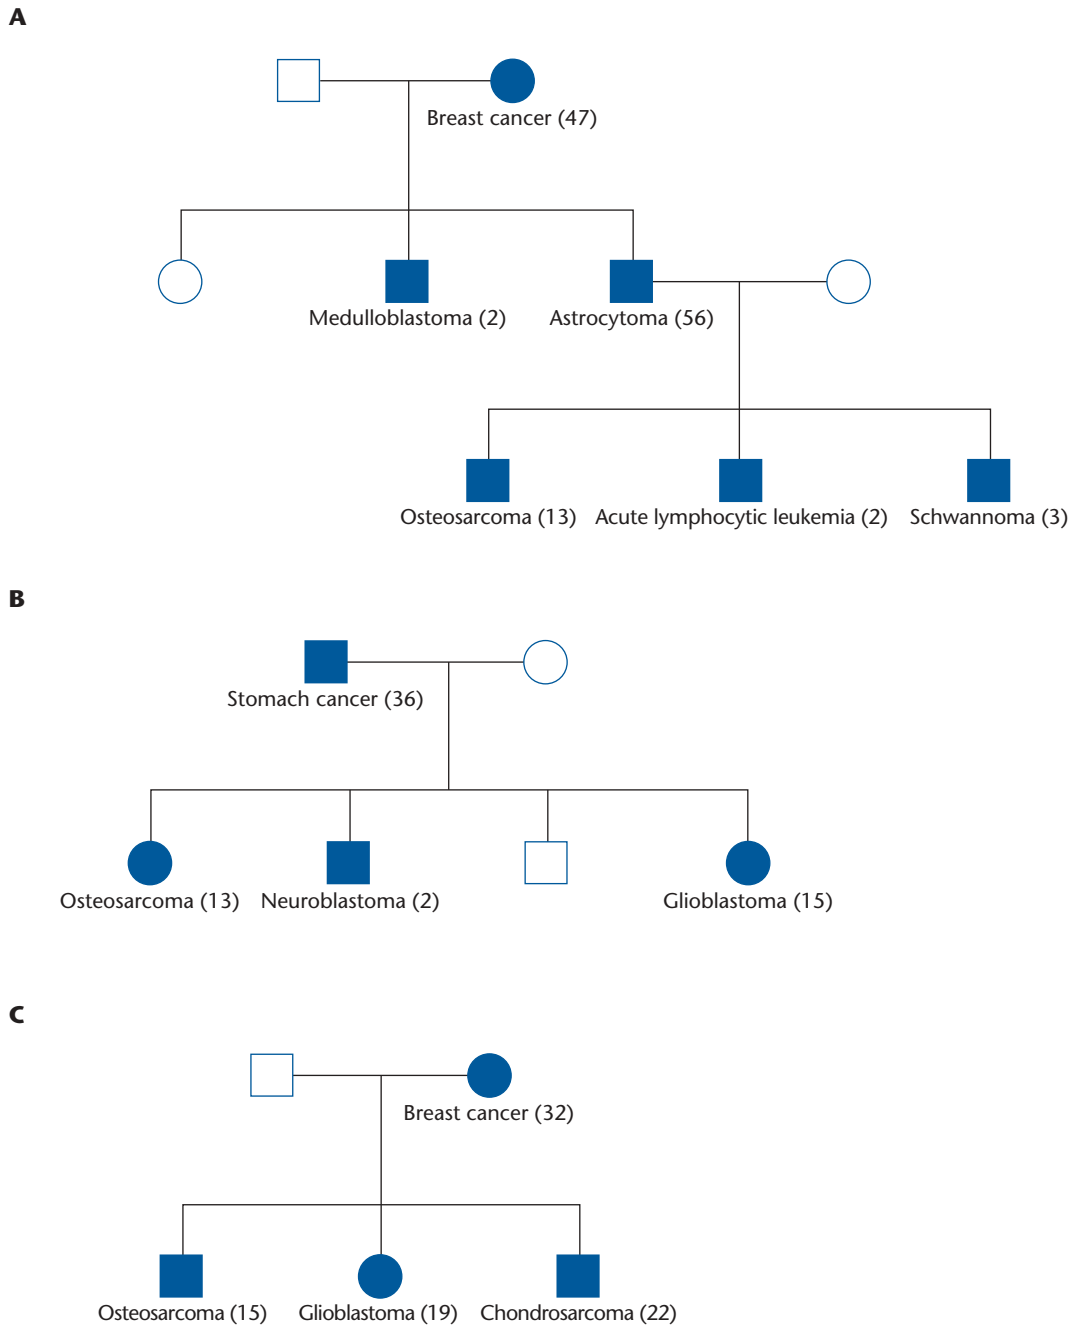 A
Breast cancer (47)
Medulloblastoma (2) Astrocytoma (56)
Osteosarcoma (13) Acute lymphocytic leukemia (2) Schwannoma (3)
B
Stomach cancer (36)
Osteosarcoma (13) Neuroblastoma (2) Glioblastoma (15)
C
Breast cancer (32)
Osteosarcoma (15) Glioblastoma (19) Chondrosarcoma (22)